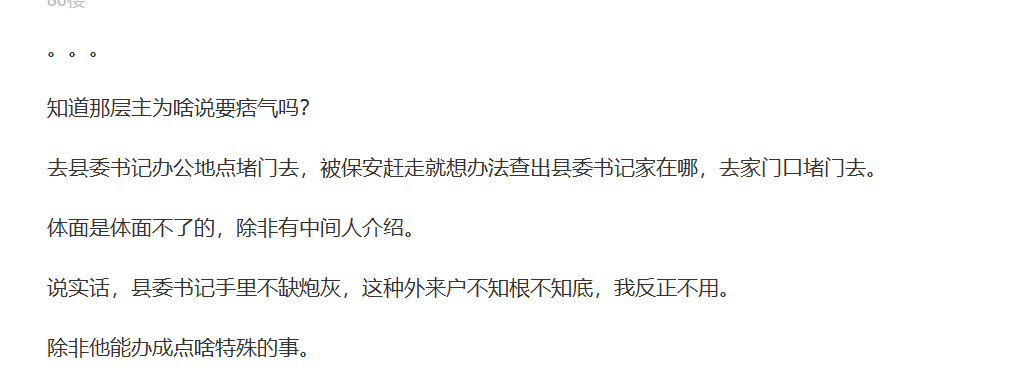 80楼
。。。
知道那层主为啥说要痞气吗？
去县委书记办公地点堵门去，被保安赶走就想办法查出县委书记家在哪，去家门口堵门去。
体面是体面不了的，除非有中间人介绍。
说实话，县委书记手里不缺炮灰，这种外来户不知根不知底，我反正不用。
除非他能办成点啥特殊的事。